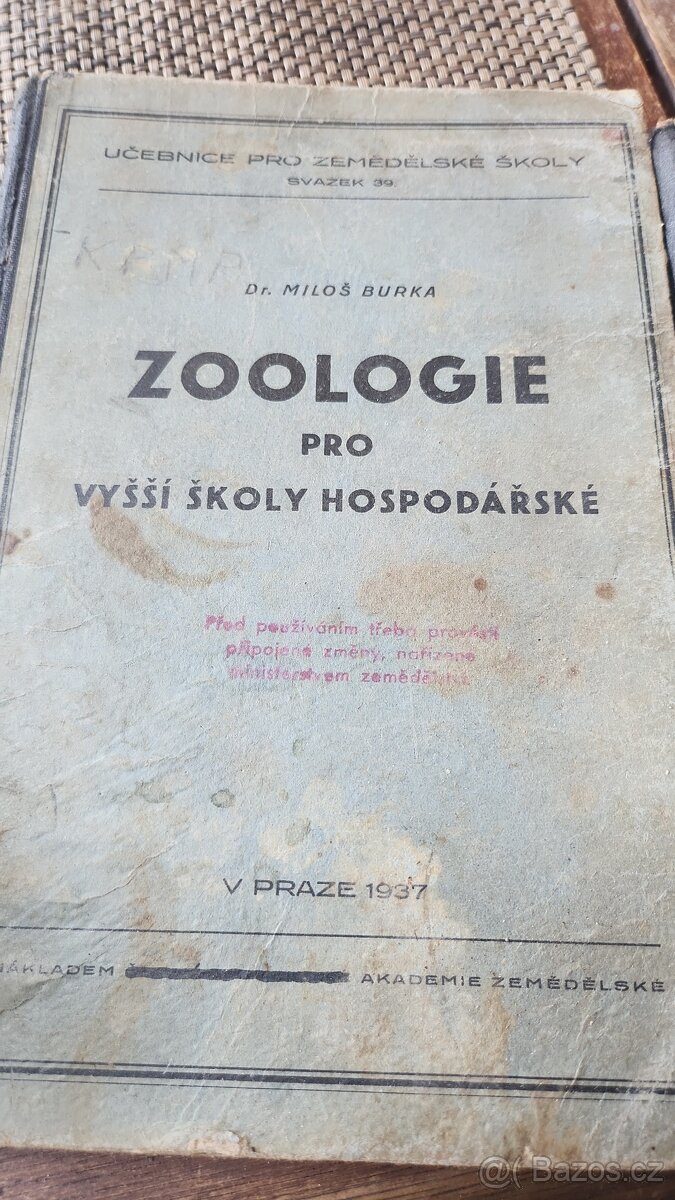 UČEBNICE PRO ZEMĚDĚLSKÉ ŠKOLY
SVAZEK 39.
Dr. MILOŠ BURKA
ZOOLOGIE
PRO
VYŠŠÍ ŠKOLY HOSPODÁŘSKÉ
Před používáním třeba provésti
připojené změny, nařízené
ministerstvem zemědělství.
V PRAZE 1937
NÁKLADEM AKADEMIE ZEMĚDĚLSKÉ
@ Bazos.cz